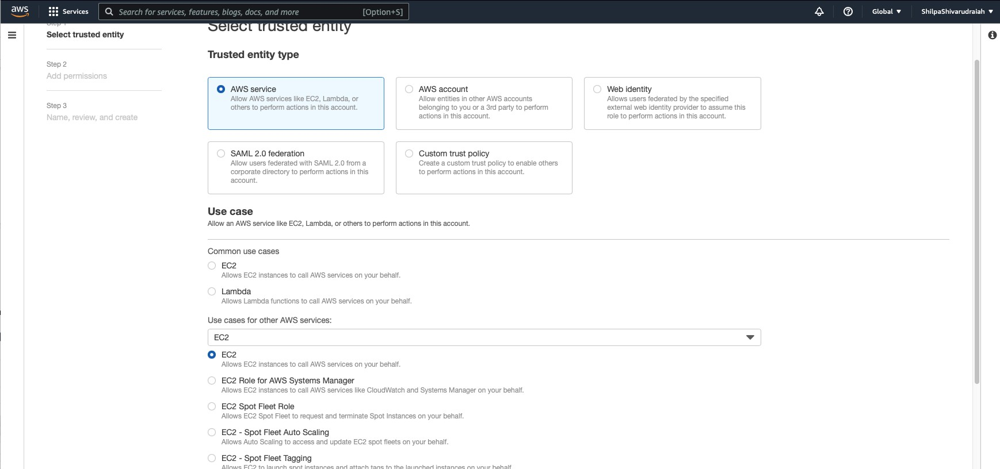 aws
Services
Search for services, features, blogs, docs, and more
[Option+S]
Global
ShilpaShivarudraiah
Step 1
Select trusted entity
Step 2
Add permissions
Step 3
Name, review, and create
Select trusted entity
Trusted entity type
AWS service
Allow AWS services like EC2, Lambda, or
others to perform actions in this account.
AWS account
Allow entities in other AWS accounts
belonging to you or a 3rd party to perform
actions in this account.
Web identity
Allows users federated by the specified
external web identity provider to assume this
role to perform actions in this account.
SAML 2.0 federation
Allow users federated with SAML 2.0 from a
corporate directory to perform actions in this
account.
Custom trust policy
Create a custom trust policy to enable others
to perform actions in this account.
Use case
Allow an AWS service like EC2, Lambda, or others to perform actions in this account.
Common use cases
EC2
Allows EC2 instances to call AWS services on your behalf.
Lambda
Allows Lambda functions to call AWS services on your behalf.
Use cases for other AWS services:
EC2
EC2
Allows EC2 instances to call AWS services on your behalf.
EC2 Role for AWS Systems Manager
Allows EC2 instances to call AWS services like CloudWatch and Systems Manager on your behalf.
EC2 Spot Fleet Role
Allows EC2 Spot Fleet to request and terminate Spot Instances on your behalf.
EC2 - Spot Fleet Auto Scaling
Allows Auto Scaling to access and update EC2 spot fleets on your behalf.
EC2 - Spot Fleet Tagging
Allows EC2 to launch spot instances and attach tags to the launched instances on your behalf.